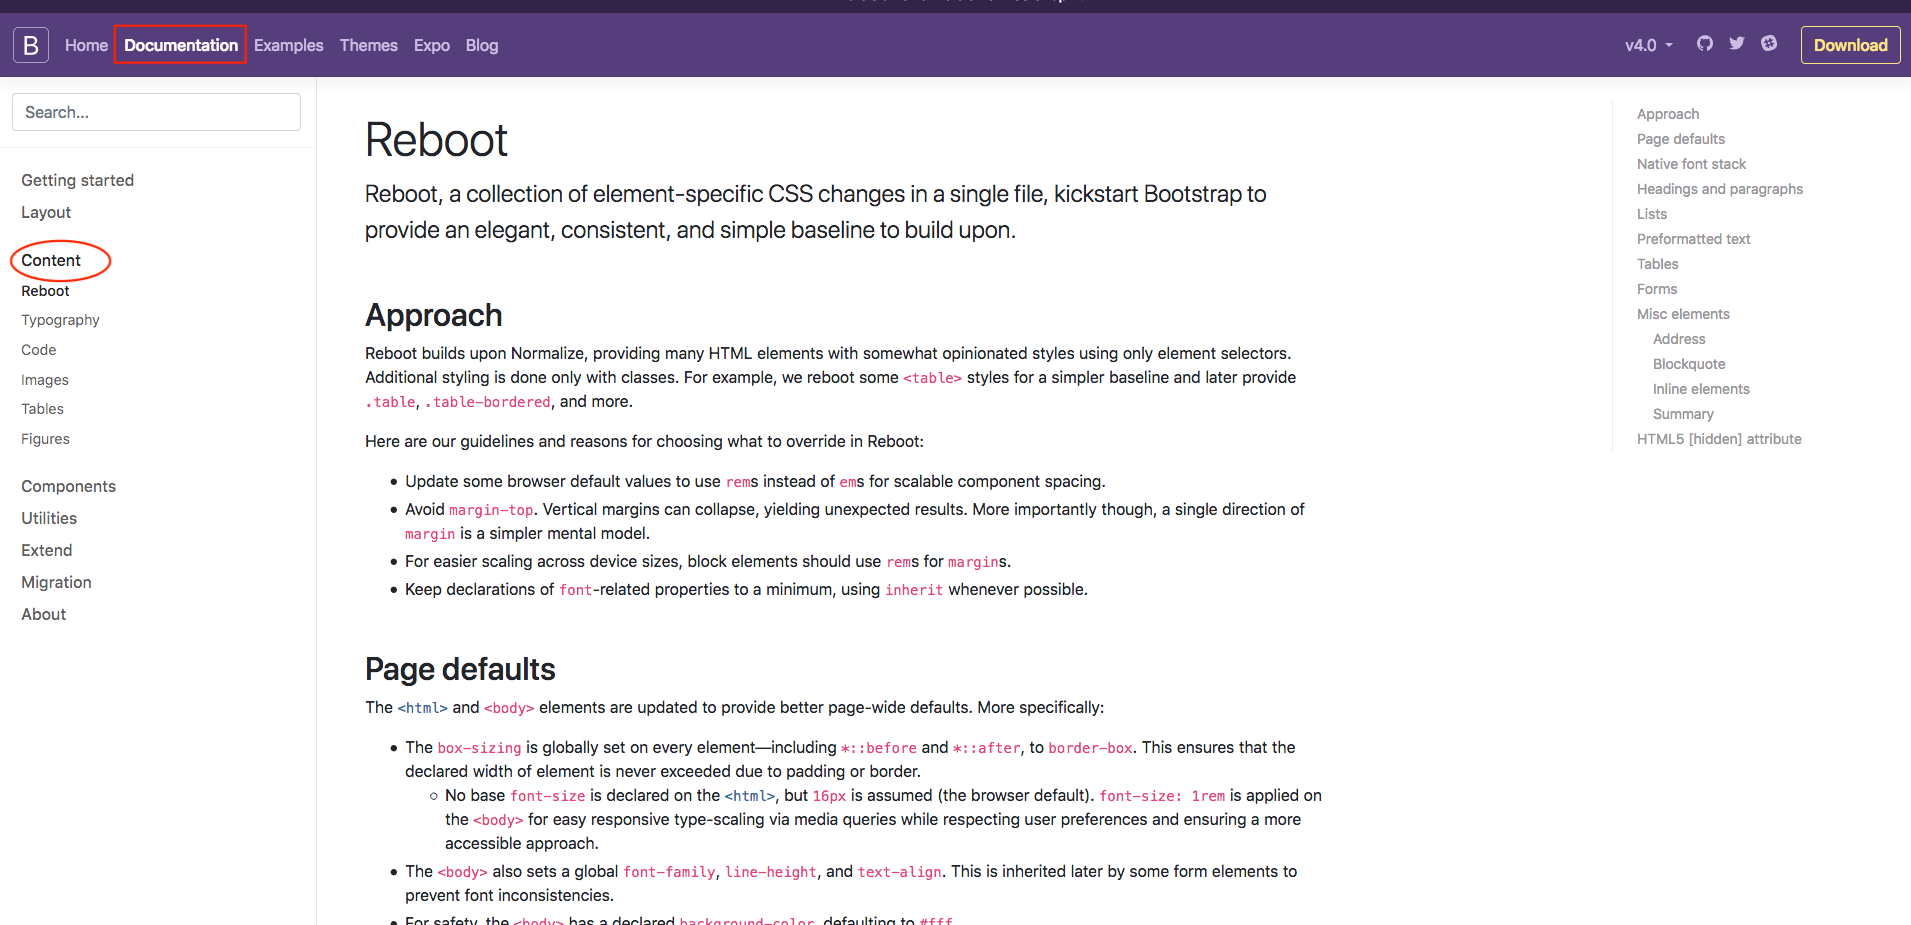 B Home Documentation Examples Themes Expo Blog v4.0 Download
Search...
Getting started
Layout
Content
Reboot
Typography
Code
Images
Tables
Figures
Components
Utilities
Extend
Migration
About
Reboot
Reboot, a collection of element-specific CSS changes in a single file, kickstart Bootstrap to
provide an elegant, consistent, and simple baseline to build upon.
Approach
Reboot builds upon Normalize, providing many HTML elements with somewhat opinionated styles using only element selectors.
Additional styling is done only with classes. For example, we reboot some <table> styles for a simpler baseline and later provide
.table, .table-bordered, and more.
Here are our guidelines and reasons for choosing what to override in Reboot:
• Update some browser default values to use rems instead of ems for scalable component spacing.
• Avoid margin-top. Vertical margins can collapse, yielding unexpected results. More importantly though, a single direction of
margin is a simpler mental model.
• For easier scaling across device sizes, block elements should use rems for margins.
• Keep declarations of font-related properties to a minimum, using inherit whenever possible.
Page defaults
The <html> and <body> elements are updated to provide better page-wide defaults. More specifically:
• The box-sizing is globally set on every element—including *::before and *::after, to border-box. This ensures that the
declared width of element is never exceeded due to padding or border.
○ No base font-size is declared on the <html>, but 16px is assumed (the browser default). font-size: 1rem is applied on
the <body> for easy responsive type-scaling via media queries while respecting user preferences and ensuring a more
accessible approach.
• The <body> also sets a global font-family, line-height, and text-align. This is inherited later by some form elements to
prevent font inconsistencies.
• For safety, the <body> has a declared background-color, defaulting to #fff
Approach
Page defaults
Native font stack
Headings and paragraphs
Lists
Preformatted text
Tables
Forms
Misc elements
Address
Blockquote
Inline elements
Summary
HTML5 [hidden] attribute